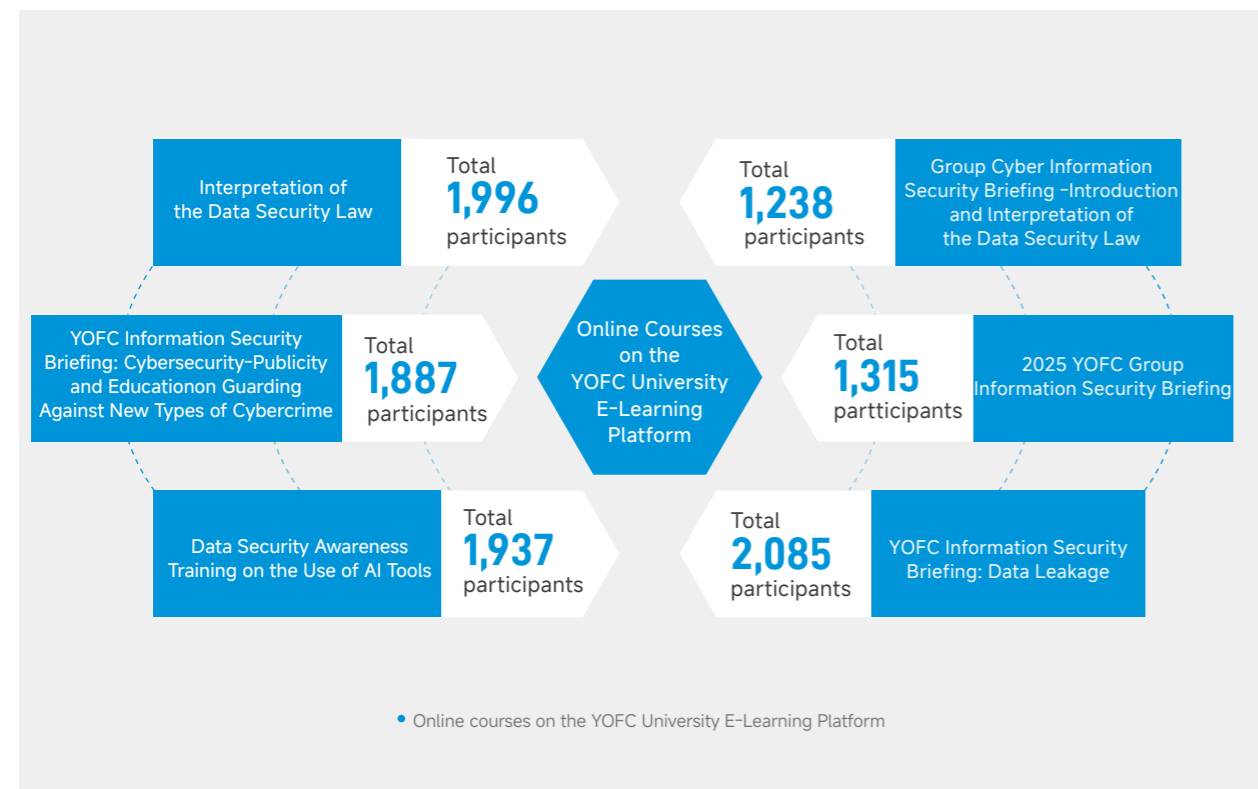 Interpretation of
the Data Security Law
Total
1,996
participants
Total
1,238
participants
Group Cyber Information
Security Briefing -Introduction
and Interpretation of
the Data Security Law
YOFC Information Security
Briefing: Cybersecurity-Publicity
and Educationon Guarding
Against New Types of Cybercrime
Total
1,887
participants
Online Courses
on the
YOFC University
E-Learning
Platform
Total
1,315
partticipants
2025 YOFC Group
Information Security Briefing
Data Security Awareness
Training on the Use of AI Tools
Total
1,937
participants
Total
2,085
participants
YOFC Information Security
Briefing: Data Leakage
• Online courses on the YOFC University E-Learning Platform